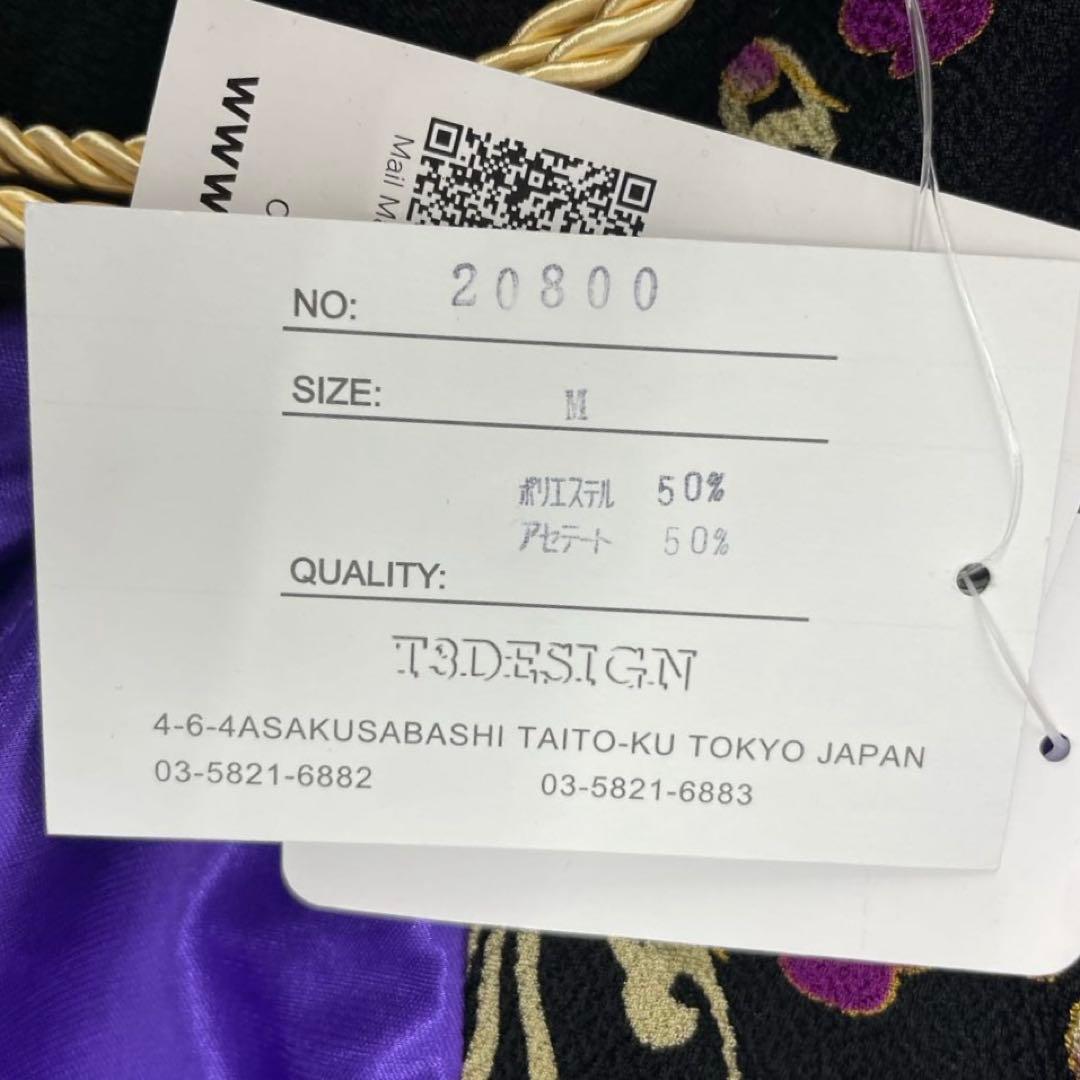 www
Mail M
NO: 20800
SIZE: M
ポリエステル 50%
アセテート 50%
QUALITY:
T3DESIGN
4-6-4ASAKUSABASHI TAITO-KU TOKYO JAPAN
03-5821-6882 03-5821-6883